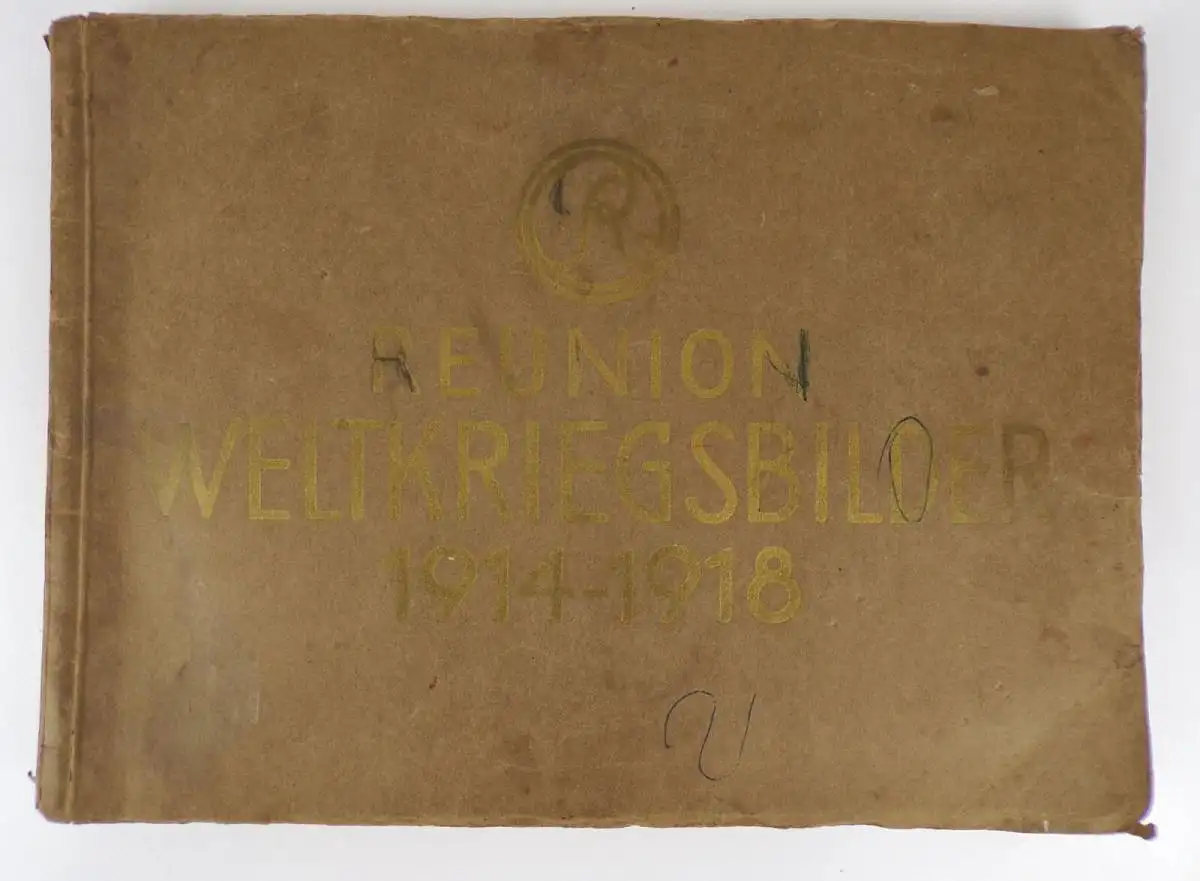 R
REUNION
WELTKRIEGSBILDER
1914-1918